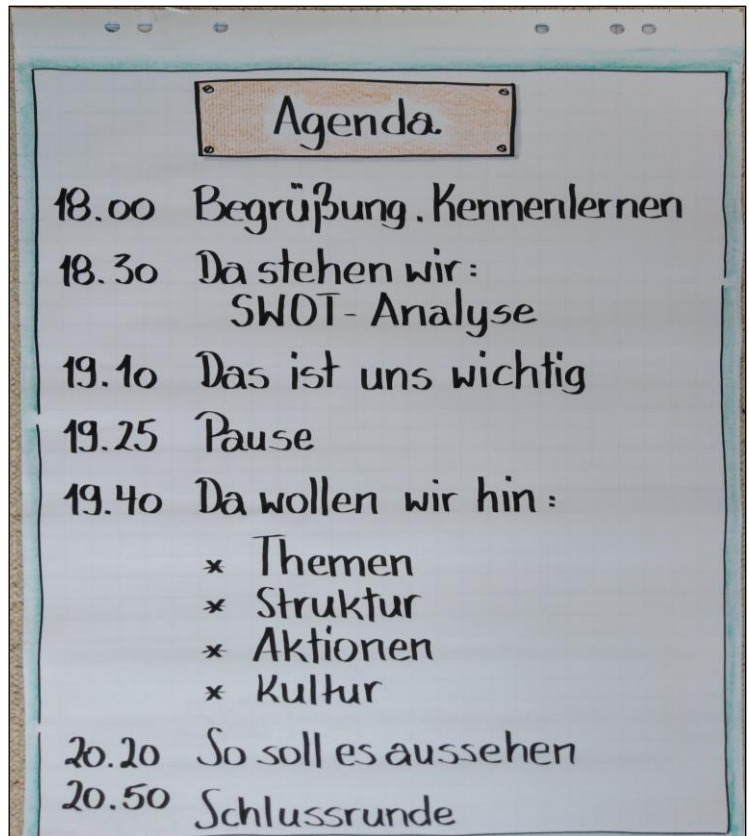 Agenda.
18.00 Begrüßung. Kennenlernen
18.30 Da stehen wir:
SWOT-Analyse
19.10 Das ist uns wichtig
19.25 Pause
19.40 Da wollen wir hin:
* Themen
* Struktur
* Aktionen
* Kultur
20.20 So soll es aussehen
20.50 Schlussrunde